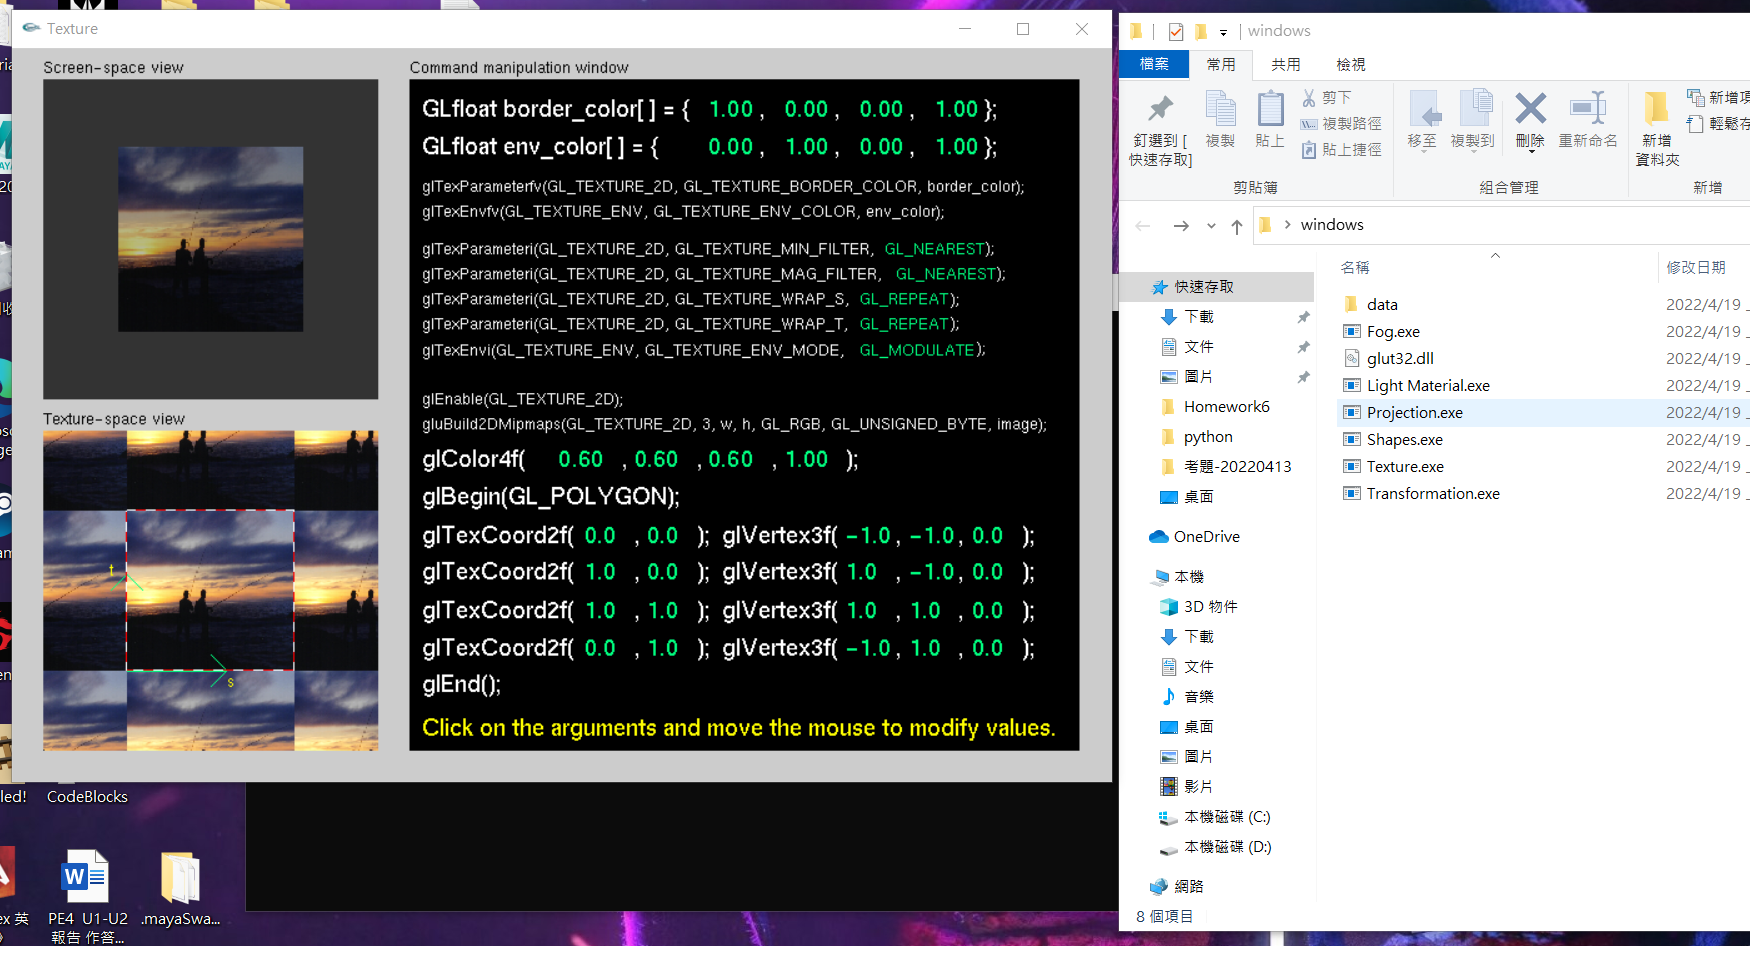 Texture
Screen-space view
Command manipulation window
GLfloat border_color[ ] = { 1.00 , 0.00 , 0.00 , 1.00 };
GLfloat env_color[ ] = { 0.00 , 1.00 , 0.00 , 1.00 };
glTexParameterfv(GL_TEXTURE_2D, GL_TEXTURE_BORDER_COLOR, border_color);
glTexEnvfv(GL_TEXTURE_ENV, GL_TEXTURE_ENV_COLOR, env_color);
glTexParameteri(GL_TEXTURE_2D, GL_TEXTURE_MIN_FILTER, GL_NEAREST);
glTexParameteri(GL_TEXTURE_2D, GL_TEXTURE_MAG_FILTER, GL_NEAREST);
glTexParameteri(GL_TEXTURE_2D, GL_TEXTURE_WRAP_S, GL_REPEAT);
glTexParameteri(GL_TEXTURE_2D, GL_TEXTURE_WRAP_T, GL_REPEAT);
glTexEnvi(GL_TEXTURE_ENV, GL_TEXTURE_ENV_MODE, GL_MODULATE);
glEnable(GL_TEXTURE_2D);
gluBuild2DMipmaps(GL_TEXTURE_2D, 3, w, h, GL_RGB, GL_UNSIGNED_BYTE, image);
glColor4f( 0.60 , 0.60 , 0.60 , 1.00 );
glBegin(GL_POLYGON);
glTexCoord2f( 0.0 , 0.0 ); glVertex3f( -1.0 , -1.0 , 0.0 );
glTexCoord2f( 1.0 , 0.0 ); glVertex3f( 1.0 , -1.0 , 0.0 );
glTexCoord2f( 1.0 , 1.0 ); glVertex3f( 1.0 , 1.0 , 0.0 );
glTexCoord2f( 0.0 , 1.0 ); glVertex3f( -1.0 , 1.0 , 0.0 );
glEnd();
Click on the arguments and move the mouse to modify values.
Texture-space view
t
s
windows
檔案 常用 共用 檢視
釘選到 [
快速存取]
複製
貼上
剪下
複製路徑
貼上捷徑
剪貼簿
移至
複製到
刪除
重新命名
組合管理
新增
資料夾
新增項
輕鬆存
新增
windows
快速存取
下載
文件
圖片
Homework6
python
考題-20220413
桌面
OneDrive
本機
3D 物件
下載
文件
音樂
桌面
圖片
影片
本機磁碟 (C:)
本機磁碟 (D:)
網路
8 個項目
名稱 修改日期
data 2022/4/19
Fog.exe 2022/4/19
glut32.dll 2022/4/19
Light Material.exe 2022/4/19
Projection.exe 2022/4/19
Shapes.exe 2022/4/19
Texture.exe 2022/4/19
Transformation.exe 2022/4/19
led!
CodeBlocks
ex 英
PE4 U1-U2
報告 作答...
.mayaSwa...